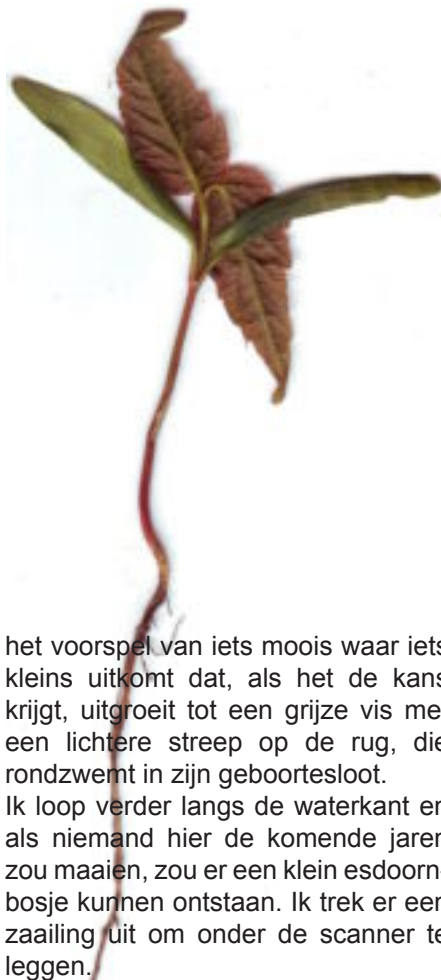 het voorspel van iets moois waar iets
kleins uitkomt dat, als het de kans
krijgt, uitgroeit tot een grijze vis me
een lichtere streep op de rug, die
rondzwemt in zijn geboortesloot.
Ik loop verder langs de waterkant en
als niemand hier de komende jaren
zou maaien, zou er een klein esdoorn-
bosje kunnen ontstaan. Ik trek er een
zaailing uit om onder de scanner te
leggen.